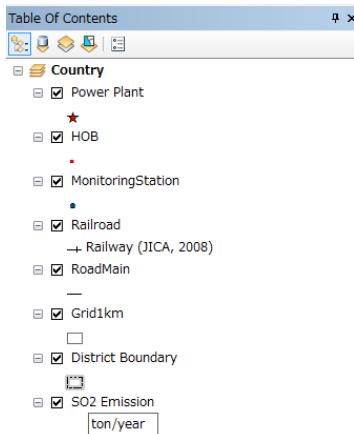 Table Of Contents
Country
Power Plant
HOB
MonitoringStation
Railroad
Railway (JICA, 2008)
RoadMain
Grid1km
District Boundary
SO2 Emission
ton/year